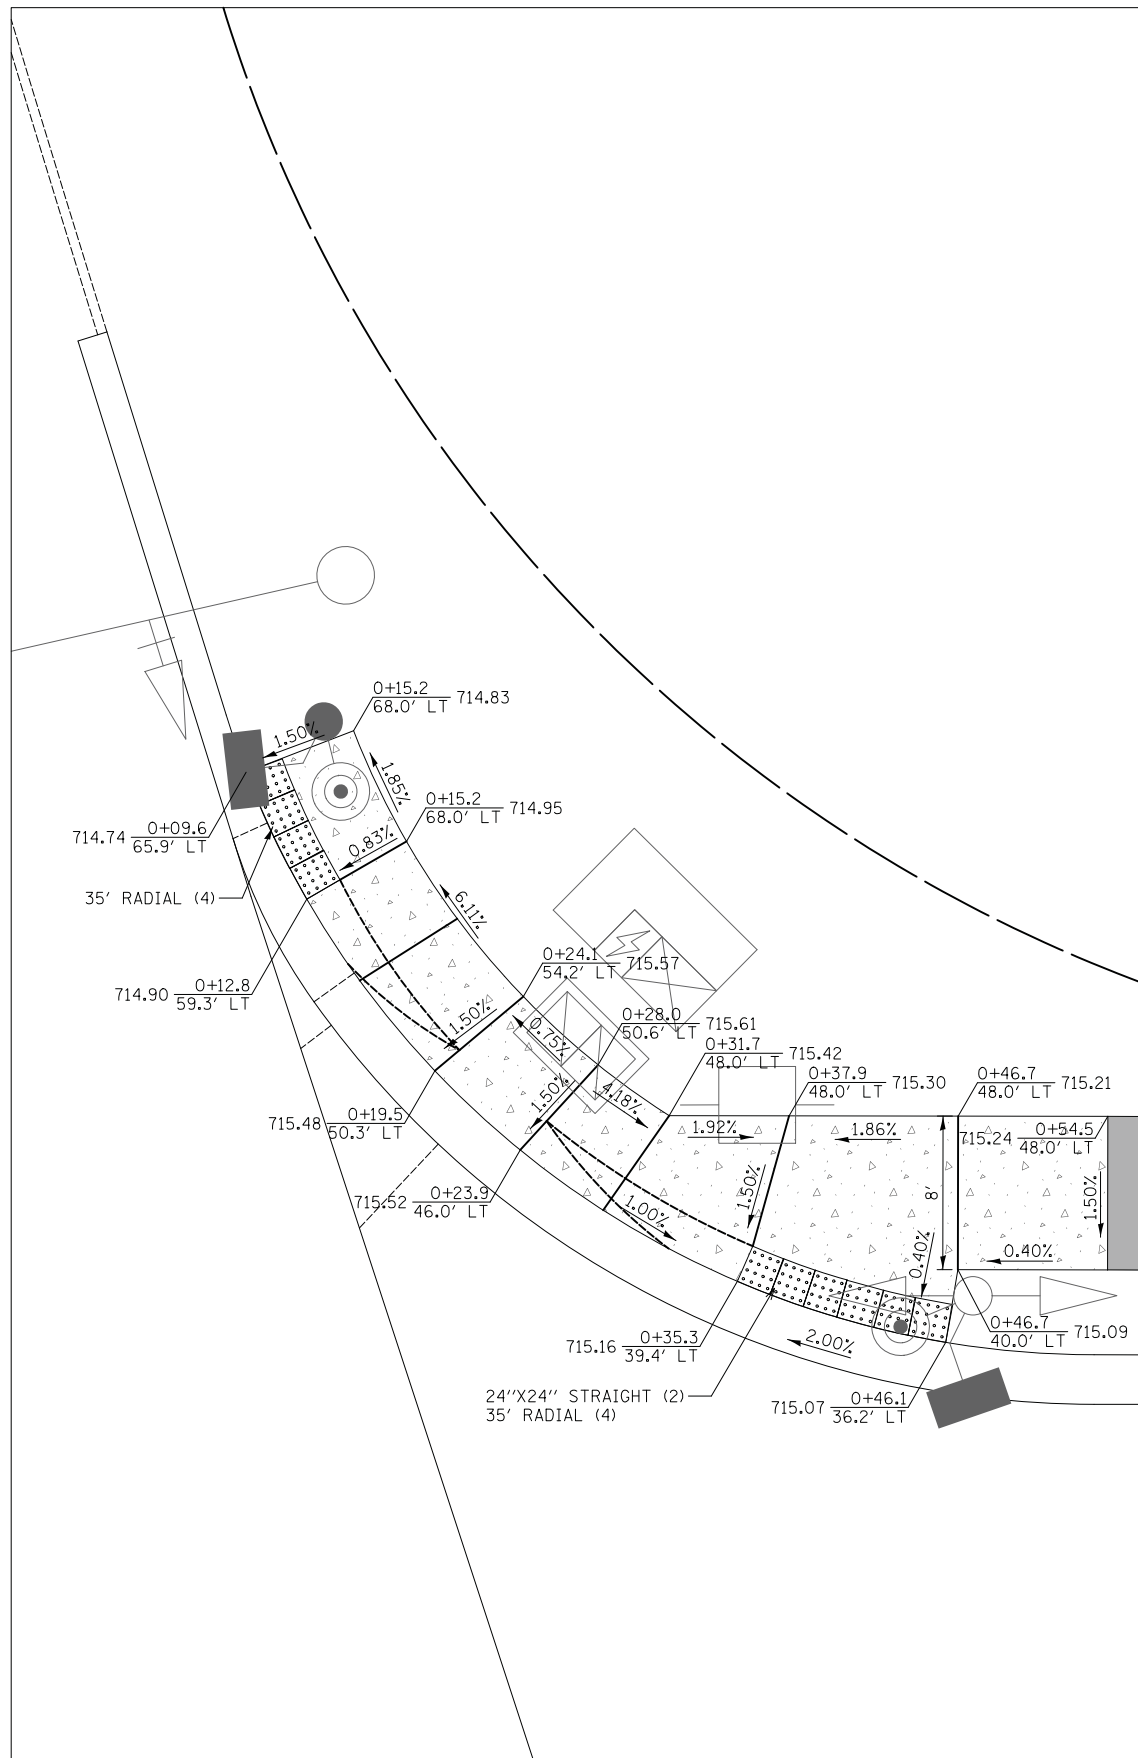 0+15.2 714.83
68.0' LT
1.50%
1.85%
0+15.2 714.95
68.0' LT
714.74 0+09.6
65.9' LT
0.83%
35' RADIAL (4)
6.11%
0+24.1 715.57
54.2' LT
714.90 0+12.8
59.3' LT
1.50%
0.75%
0+28.0 715.61
50.6' LT
0+31.7 715.42
48.0' LT
0+37.9 715.30
48.0' LT
0+46.7 715.21
48.0' LT
1.50%
4.18%
715.48 0+19.5
50.3' LT
1.92%
1.86%
715.24 0+54.5
48.0' LT
715.52 0+23.9
46.0' LT
1.50%
8'
1.50%
1.00%
0.40%
0.40%
715.16 0+35.3
39.4' LT
2.00%
0+46.7 715.09
40.0' LT
24"X24" STRAIGHT (2)
35' RADIAL (4)
715.07 0+46.1
36.2' LT